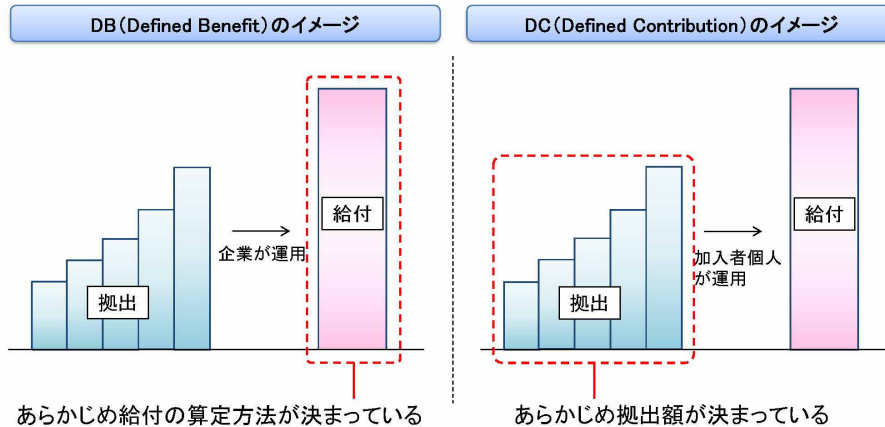 DB(Defined Benefit)のイメージ
給付
企業が運用
拠出
あらかじめ給付の算定方法が決まっている
DC(Defined Contribution)のイメージ
給付
加入者個人
が運用
拠出
あらかじめ拠出額が決まっている